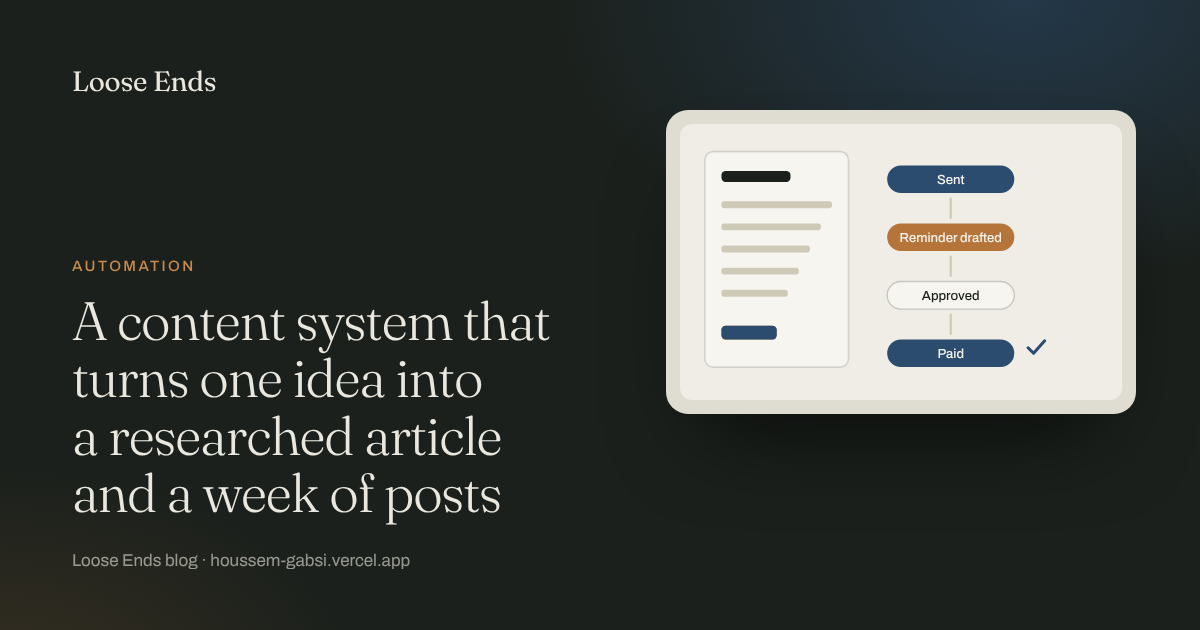 Loose Ends
AUTOMATION
A content system that
turns one idea into
a researched article
and a week of posts
Loose Ends blog · houssem-gabsi.vercel.app
Sent
Reminder drafted
Approved
Paid